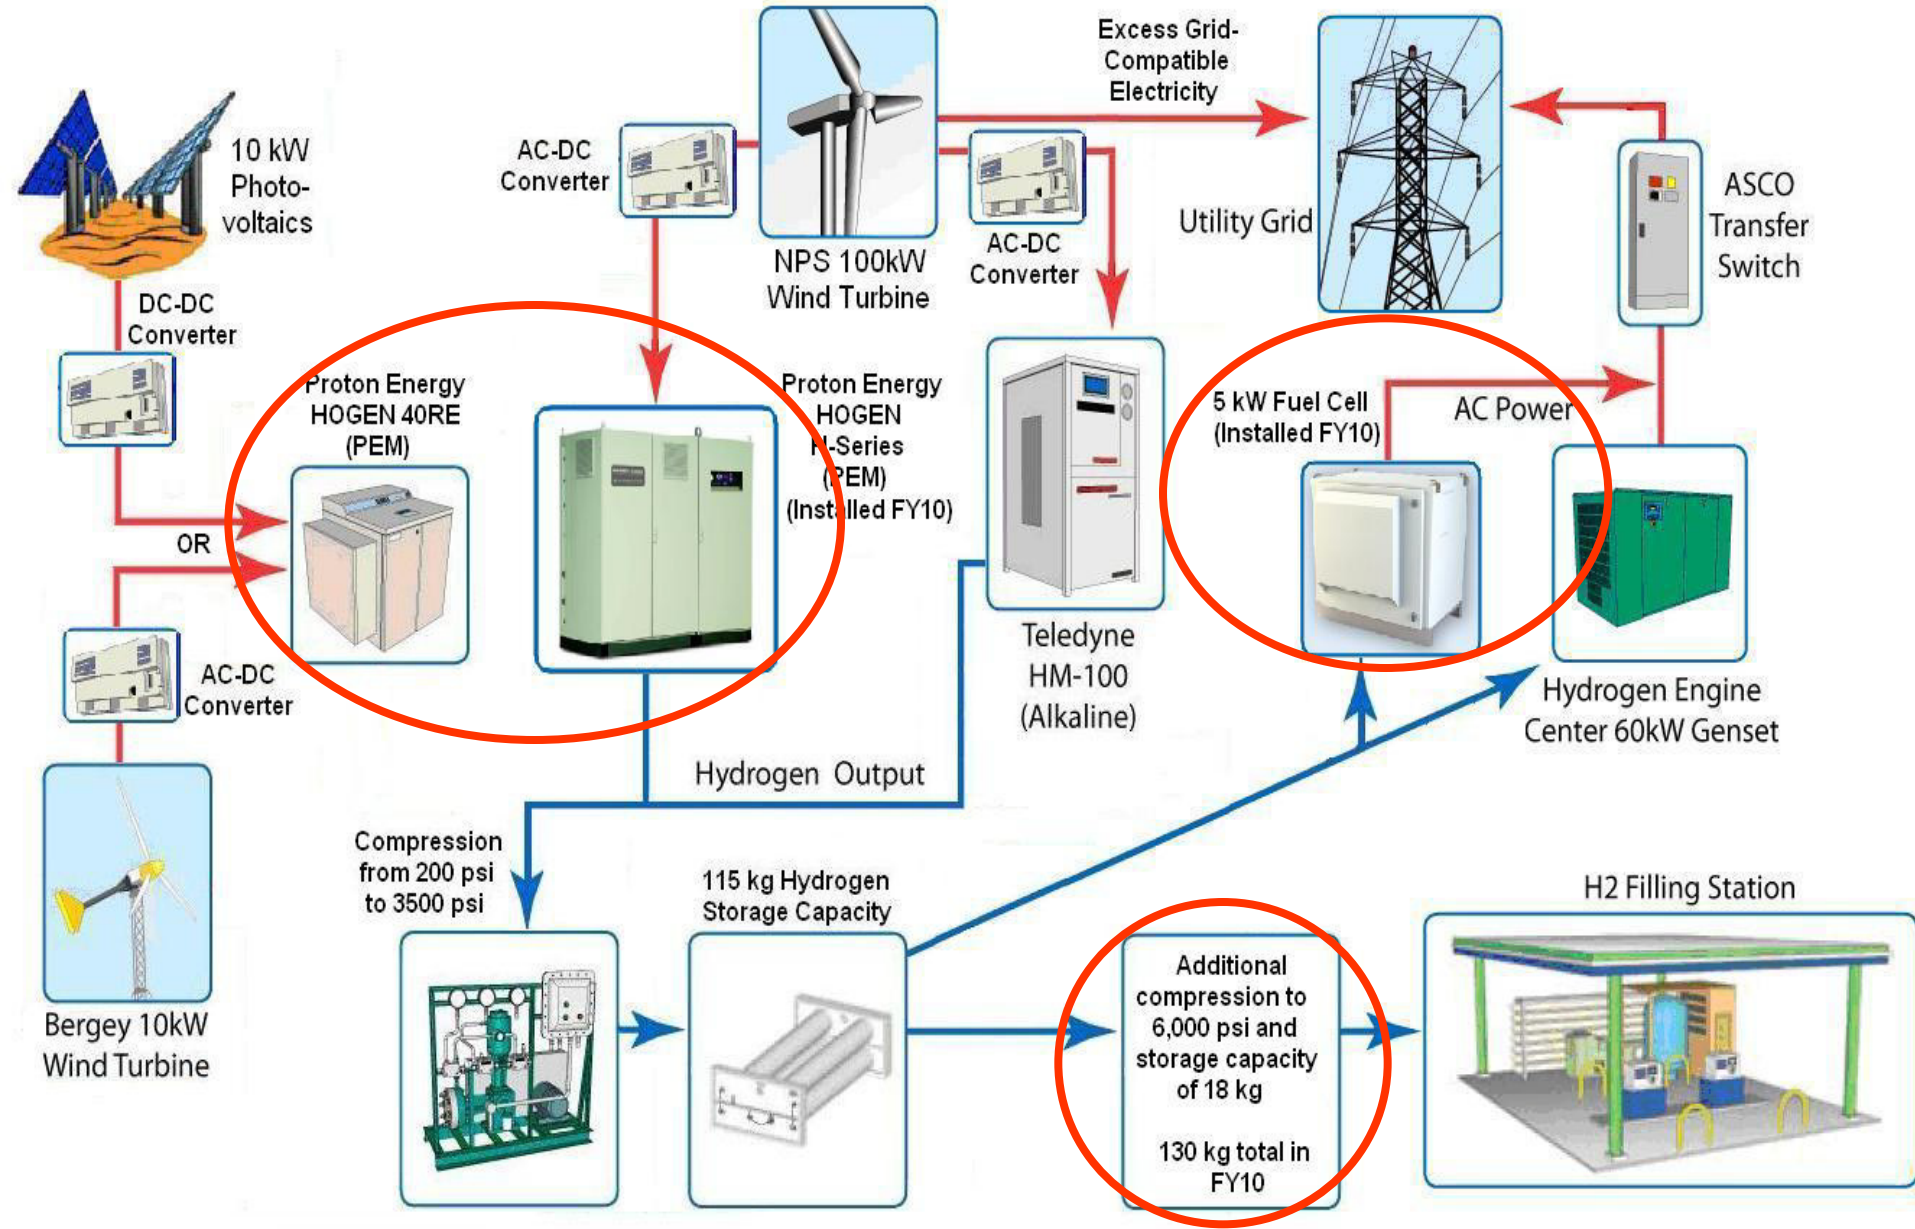 10 kW
Photo-
voltaics
DC-DC
Converter
OR
AC-DC
Converter
Bergey 10kW
Wind Turbine
Proton Energy
HOGEN 40RE
(PEM)
AC-DC
Converter
NPS 100kW
Wind Turbine
AC-DC
Converter
Excess Grid-
Compatible
Electricity
Utility Grid
ASCO
Transfer
Switch
Proton Energy
HOGEN
H-Series
(PEM)
(Installed FY10)
Teledyne
HM-100
(Alkaline)
5 kW Fuel Cell
(Installed FY10)
AC Power
Hydrogen Engine
Center 60kW Genset
Hydrogen Output
Compression
from 200 psi
to 3500 psi
115 kg Hydrogen
Storage Capacity
Additional
compression to
6,000 psi and
storage capacity
of 18 kg
130 kg total in
FY10
H2 Filling Station